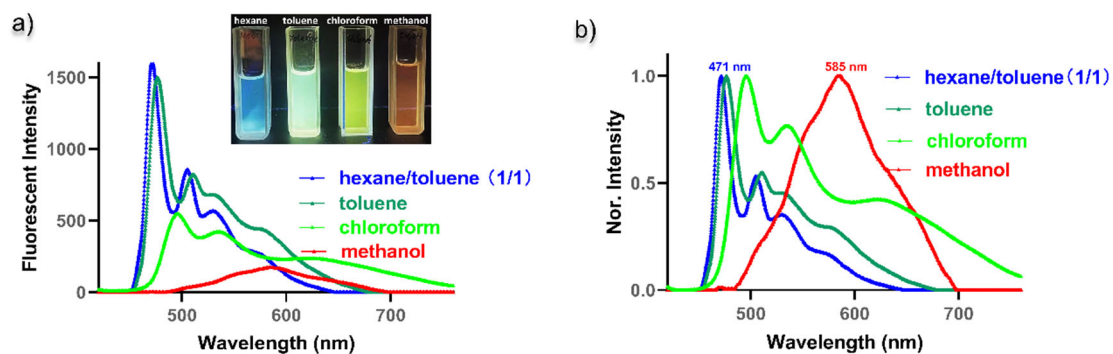 a)
hexane toluene chloroform methanol
1500
1000
500
0
Fluorescent Intensity
hexane/toluene（1/1）
toluene
chloroform
methanol
500 600 700
Wavelength (nm)
b)
471 nm 585 nm
1.0
0.5
0.0
Nor. Intensity
hexane/toluene（1/1）
toluene
chloroform
methanol
500 600 700
Wavelength (nm)